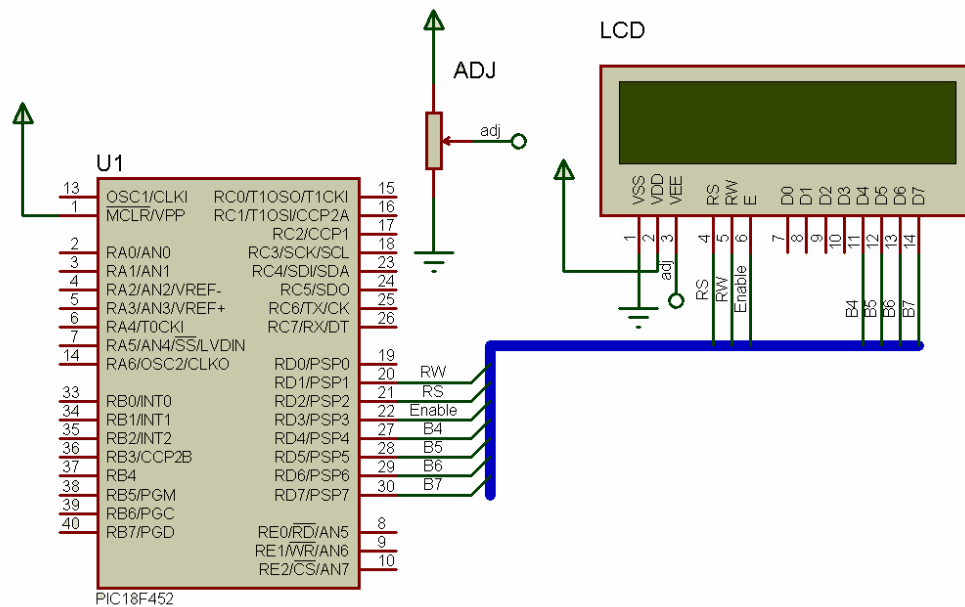 LCD
ADJ
adj
U1
13 OSC1/CLKI RC0/T1OSO/T1CKI 15
1 MCLR/VPP RC1/T1OSI/CCP2A 16
RC2/CCP1 17
2 RA0/AN0 RC3/SCK/SCL 18
3 RA1/AN1 RC4/SDI/SDA 23
4 RA2/AN2/VREF- RC5/SDO 24
5 RA3/AN3/VREF+ RC6/TX/CK 25
6 RA4/T0CKI RC7/RX/DT 26
7 RA5/AN4/SS/LVDIN
14 RA6/OSC2/CLKO RD0/PSP0 19
RD1/PSP1 20 RW
33 RB0/INT0 RD2/PSP2 21 RS
34 RB1/INT1 RD3/PSP3 22 Enable
35 RB2/INT2 RD4/PSP4 27 B4
36 RB3/CCP2B RD5/PSP5 28 B5
37 RB4 RD6/PSP6 29 B6
38 RB5/PGM RD7/PSP7 30 B7
39 RB6/PGC
40 RB7/PGD RE0/RD/AN5 8
RE1/WR/AN6 9
RE2/CS/AN7 10
PIC18F452
VSS VDD VEE RS RW E D0 D1 D2 D3 D4 D5 D6 D7
1 2 3 4 5 6 7 8 9 10 11 12 13 14
adj RS RW Enable B4 B5 B6 B7